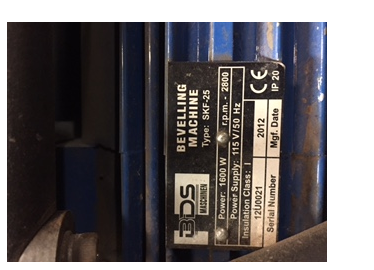 BDS
MASCHINEN
BEVELLING
MACHINE
Type: SKF-25
Power: 1600 W r.p.m. - 2800
Power Supply: 115 V / 50 Hz
Insulation Class: I
CE
IP 20
12U0021 2012
Serial Number Mgf. Date